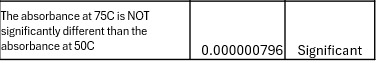 The absorbance at 75C is NOT
significantly different than the
absorbance at 50C
0.000000796 Significant